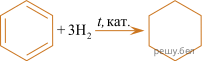 + 3H₂ t, кат.
решу.бел